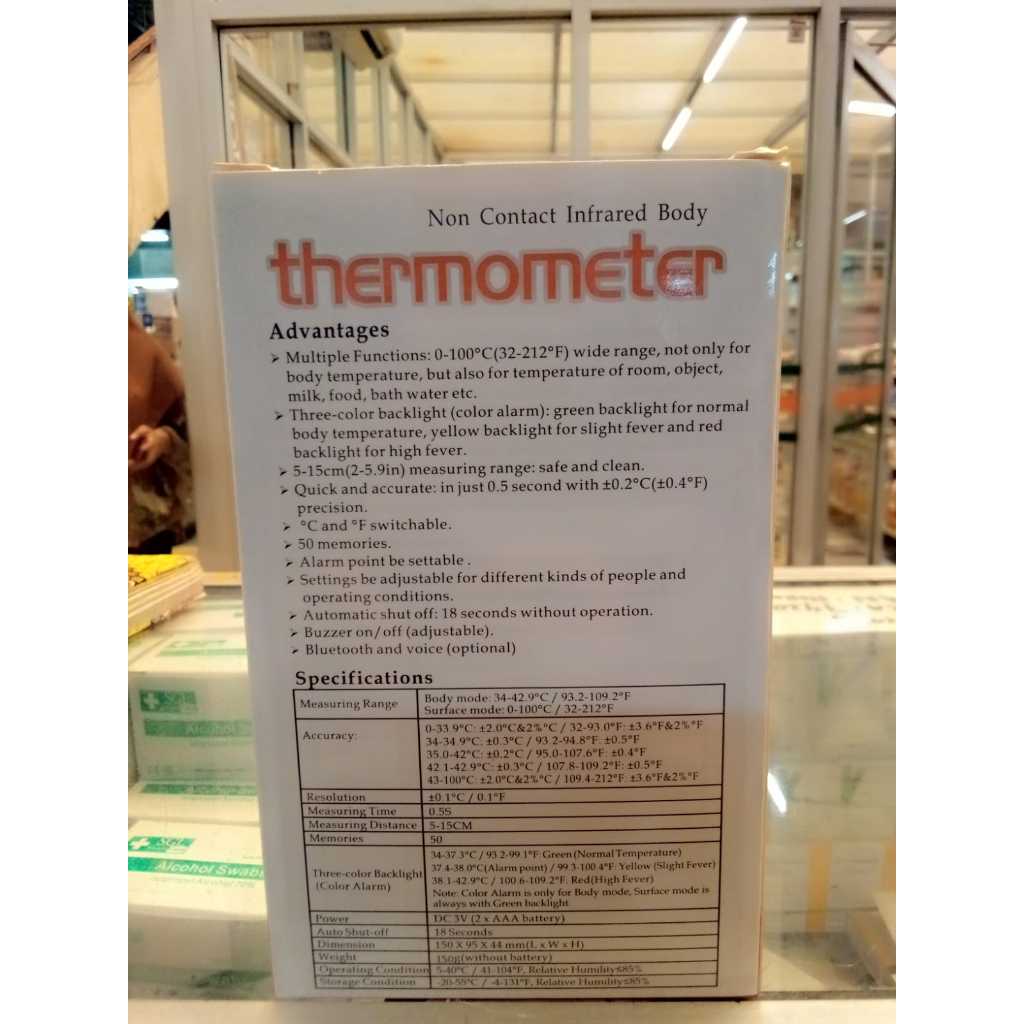 Non Contact Infrared Body
thermometer
Advantages
➢ Multiple Functions: 0-100°C(32-212°F) wide range, not only for
body temperature, but also for temperature of room, object,
milk, food, bath water etc.
➢ Three-color backlight (color alarm): green backlight for normal
body temperature, yellow backlight for slight fever and red
backlight for high fever.
➢ 5-15cm(2-5.9in) measuring range: safe and clean.
➢ Quick and accurate: in just 0.5 second with ±0.2°C(±0.4°F)
precision.
➢ °C and °F switchable.
➢ 50 memories.
➢ Alarm point be settable .
➢ Settings be adjustable for different kinds of people and
operating conditions.
➢ Automatic shut off: 18 seconds without operation.
➢ Buzzer on/off (adjustable).
➢ Bluetooth and voice (optional)
Specifications
Measuring Range
Body mode: 34-42.9°C / 93.2-109.2°F
Surface mode: 0-100°C / 32-212°F
Accuracy:
0-33.9°C: ±2.0°C&2%°C / 32-93.0°F: ±3.6°F&2%°F
34-34.9°C: ±0.3°C / 93.2-94.8°F: ±0.5°F
35.0-42°C: ±0.2°C / 95.0-107.6°F: ±0.4°F
42.1-42.9°C: ±0.3°C / 107.8-109.2°F: ±0.5°F
43-100°C: ±2.0°C&2%°C / 109.4-212°F: ±3.6°F&2%°F
Resolution ±0.1°C / 0.1°F
Measuring Time 0.5S
Measuring Distance 5-15CM
Memories 50
Three-color Backlight
(Color Alarm)
34-37.3°C / 93.2-99.1°F: Green (Normal Temperature)
37.4-38.0°C(Alarm point) / 99.3-100.4°F: Yellow (Slight Fever)
38.1-42.9°C / 100.6-109.2°F: Red(High Fever)
Note: Color Alarm is only for Body mode, Surface mode is
always with Green backlight
Power DC 3V (2 x AAA battery)
Auto Shut-off 18 Seconds
Dimension 150 X 95 X 44 mm(L x W x H)
Weight 150g(without battery)
Operating Condition 5-40°C / 41-104°F, Relative Humidity≤85%
Storage Condition -20-55°C / -4-131°F, Relative Humidity≤85%
Alcohol Swabs